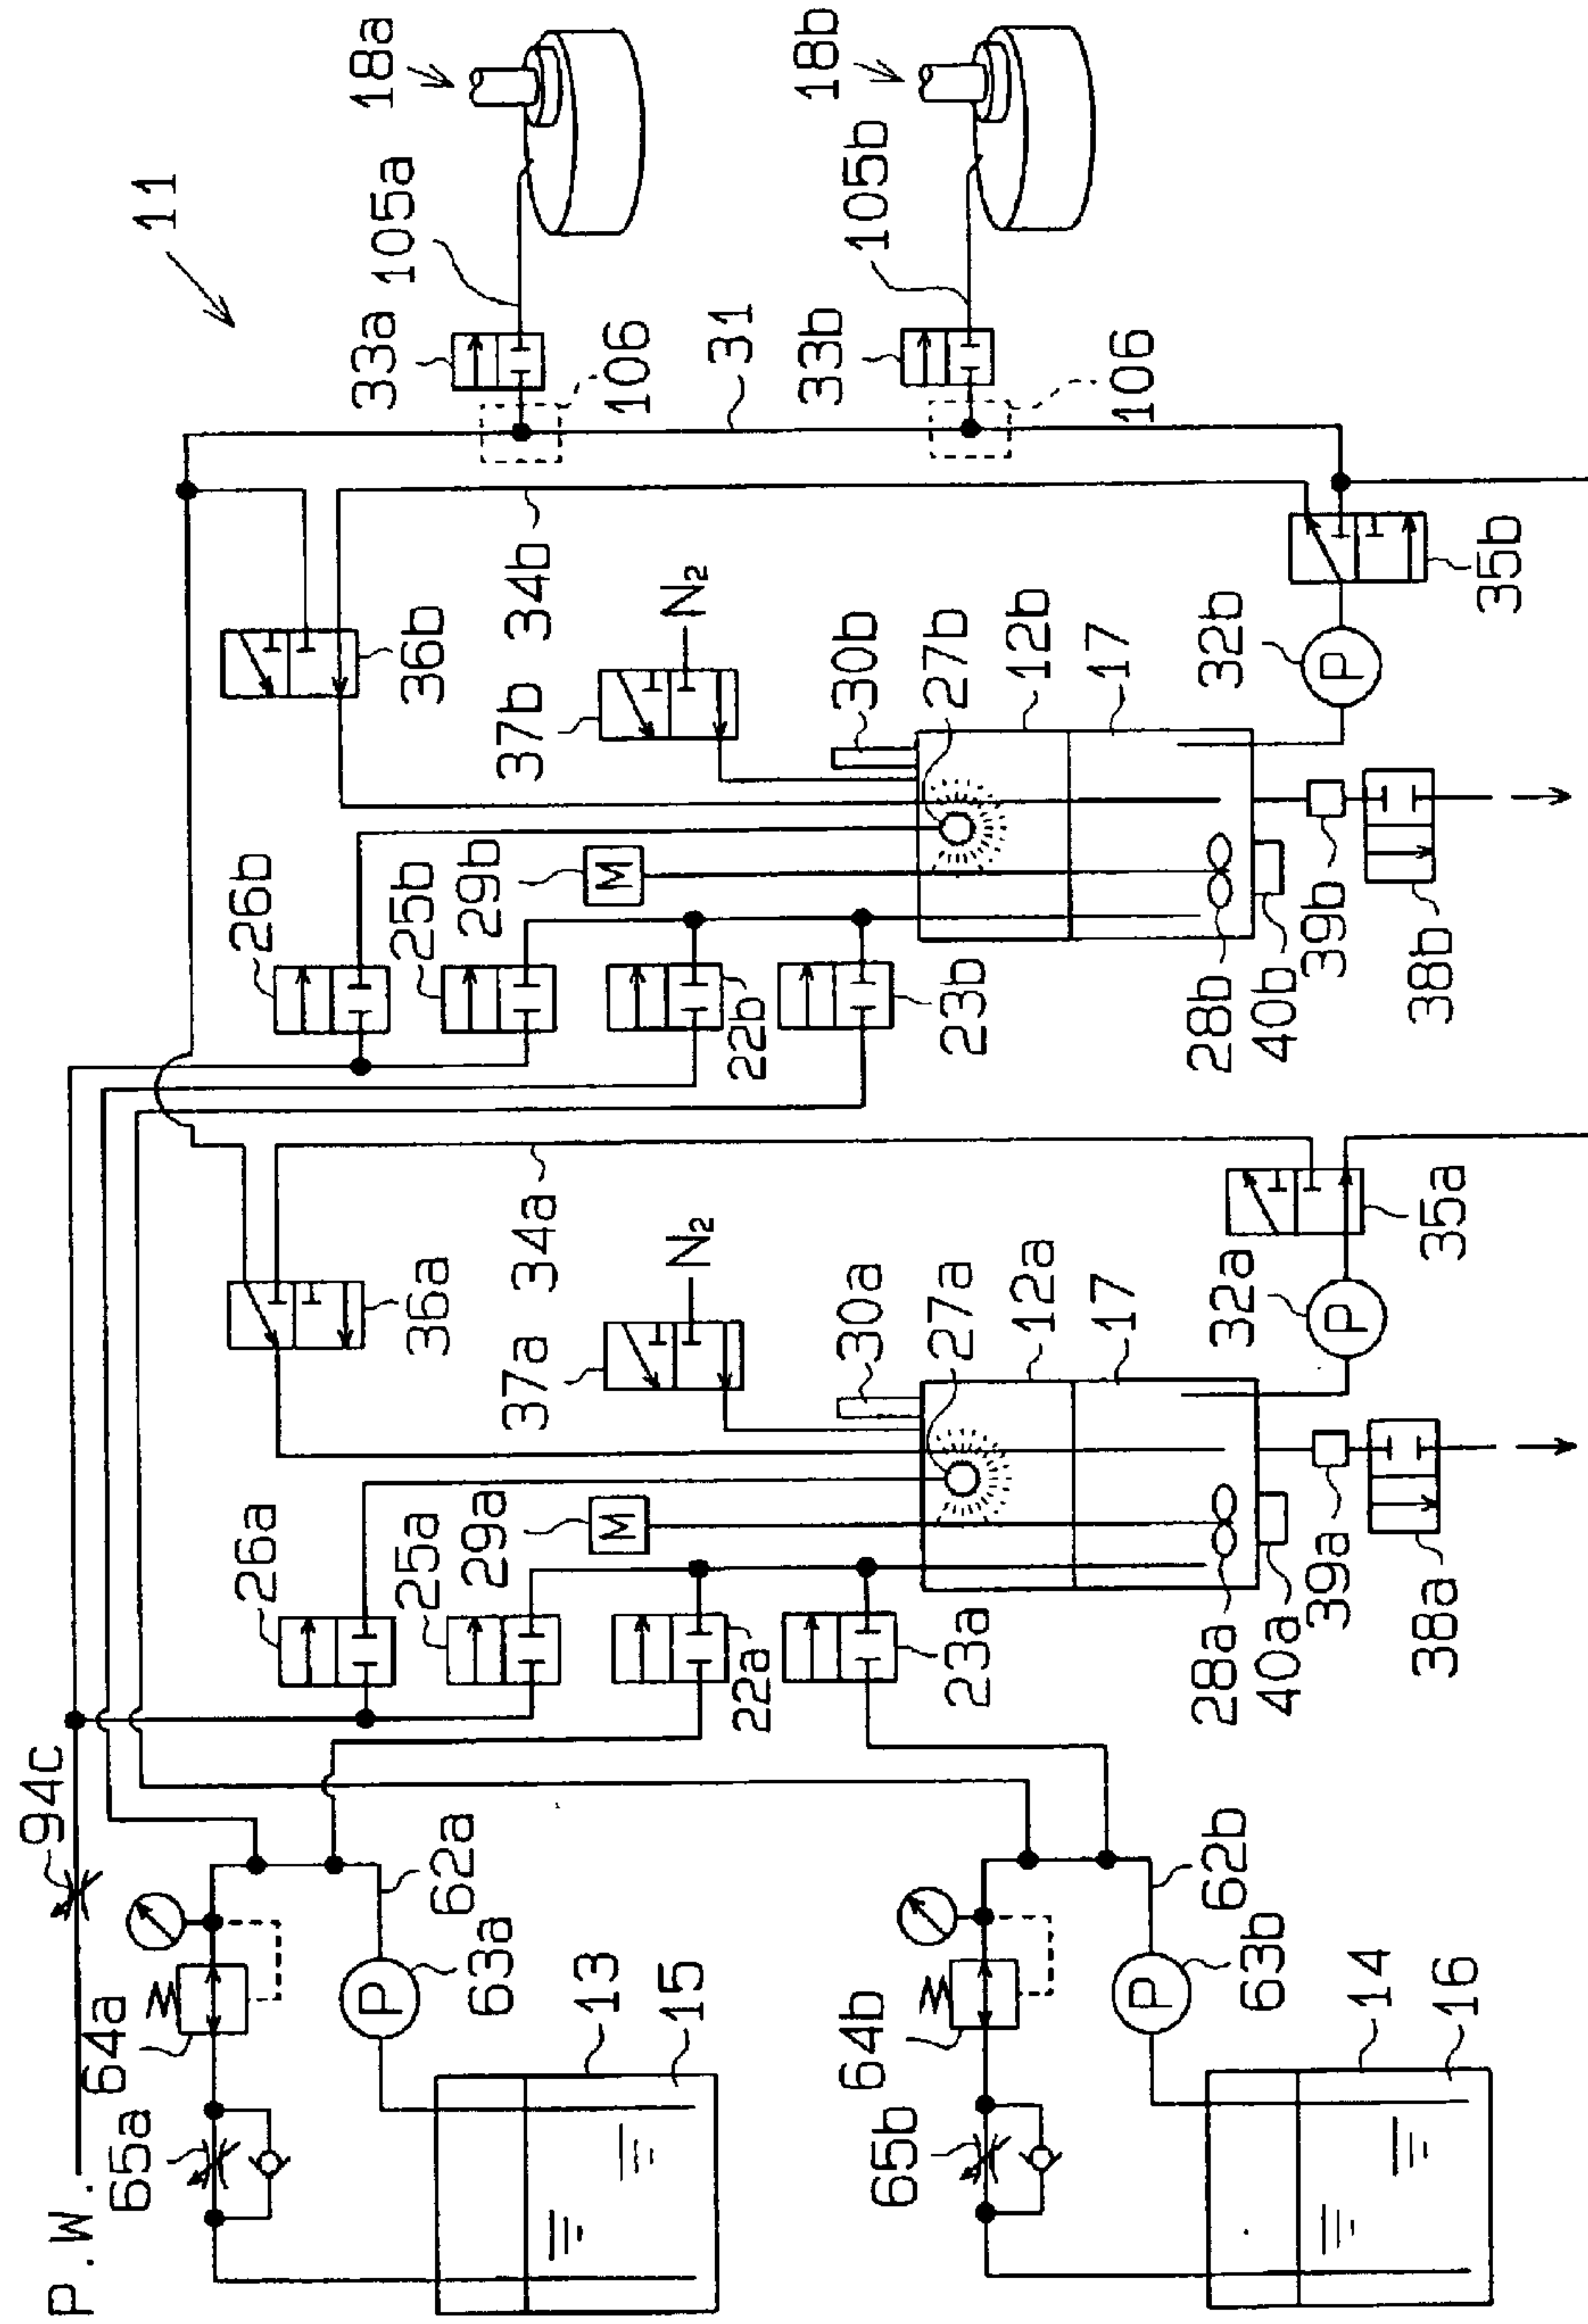 11
18a
18b
105a
105b
33a
33b
106
106
31
36b
34b
37b
N₂
30b
27b
12b
17
32b
P
35b
26b
25b
29b
M
22b
23b
28b
40b
39b
38b
36a
34a
37a
N₂
30a
27a
12a
17
32a
P
35a
26a
25a
29a
M
22a
23a
28a
40a
39a
38a
94c
P.W.
62a
63a
P
64a
65a
13
15
62b
63b
P
64b
65b
14
16